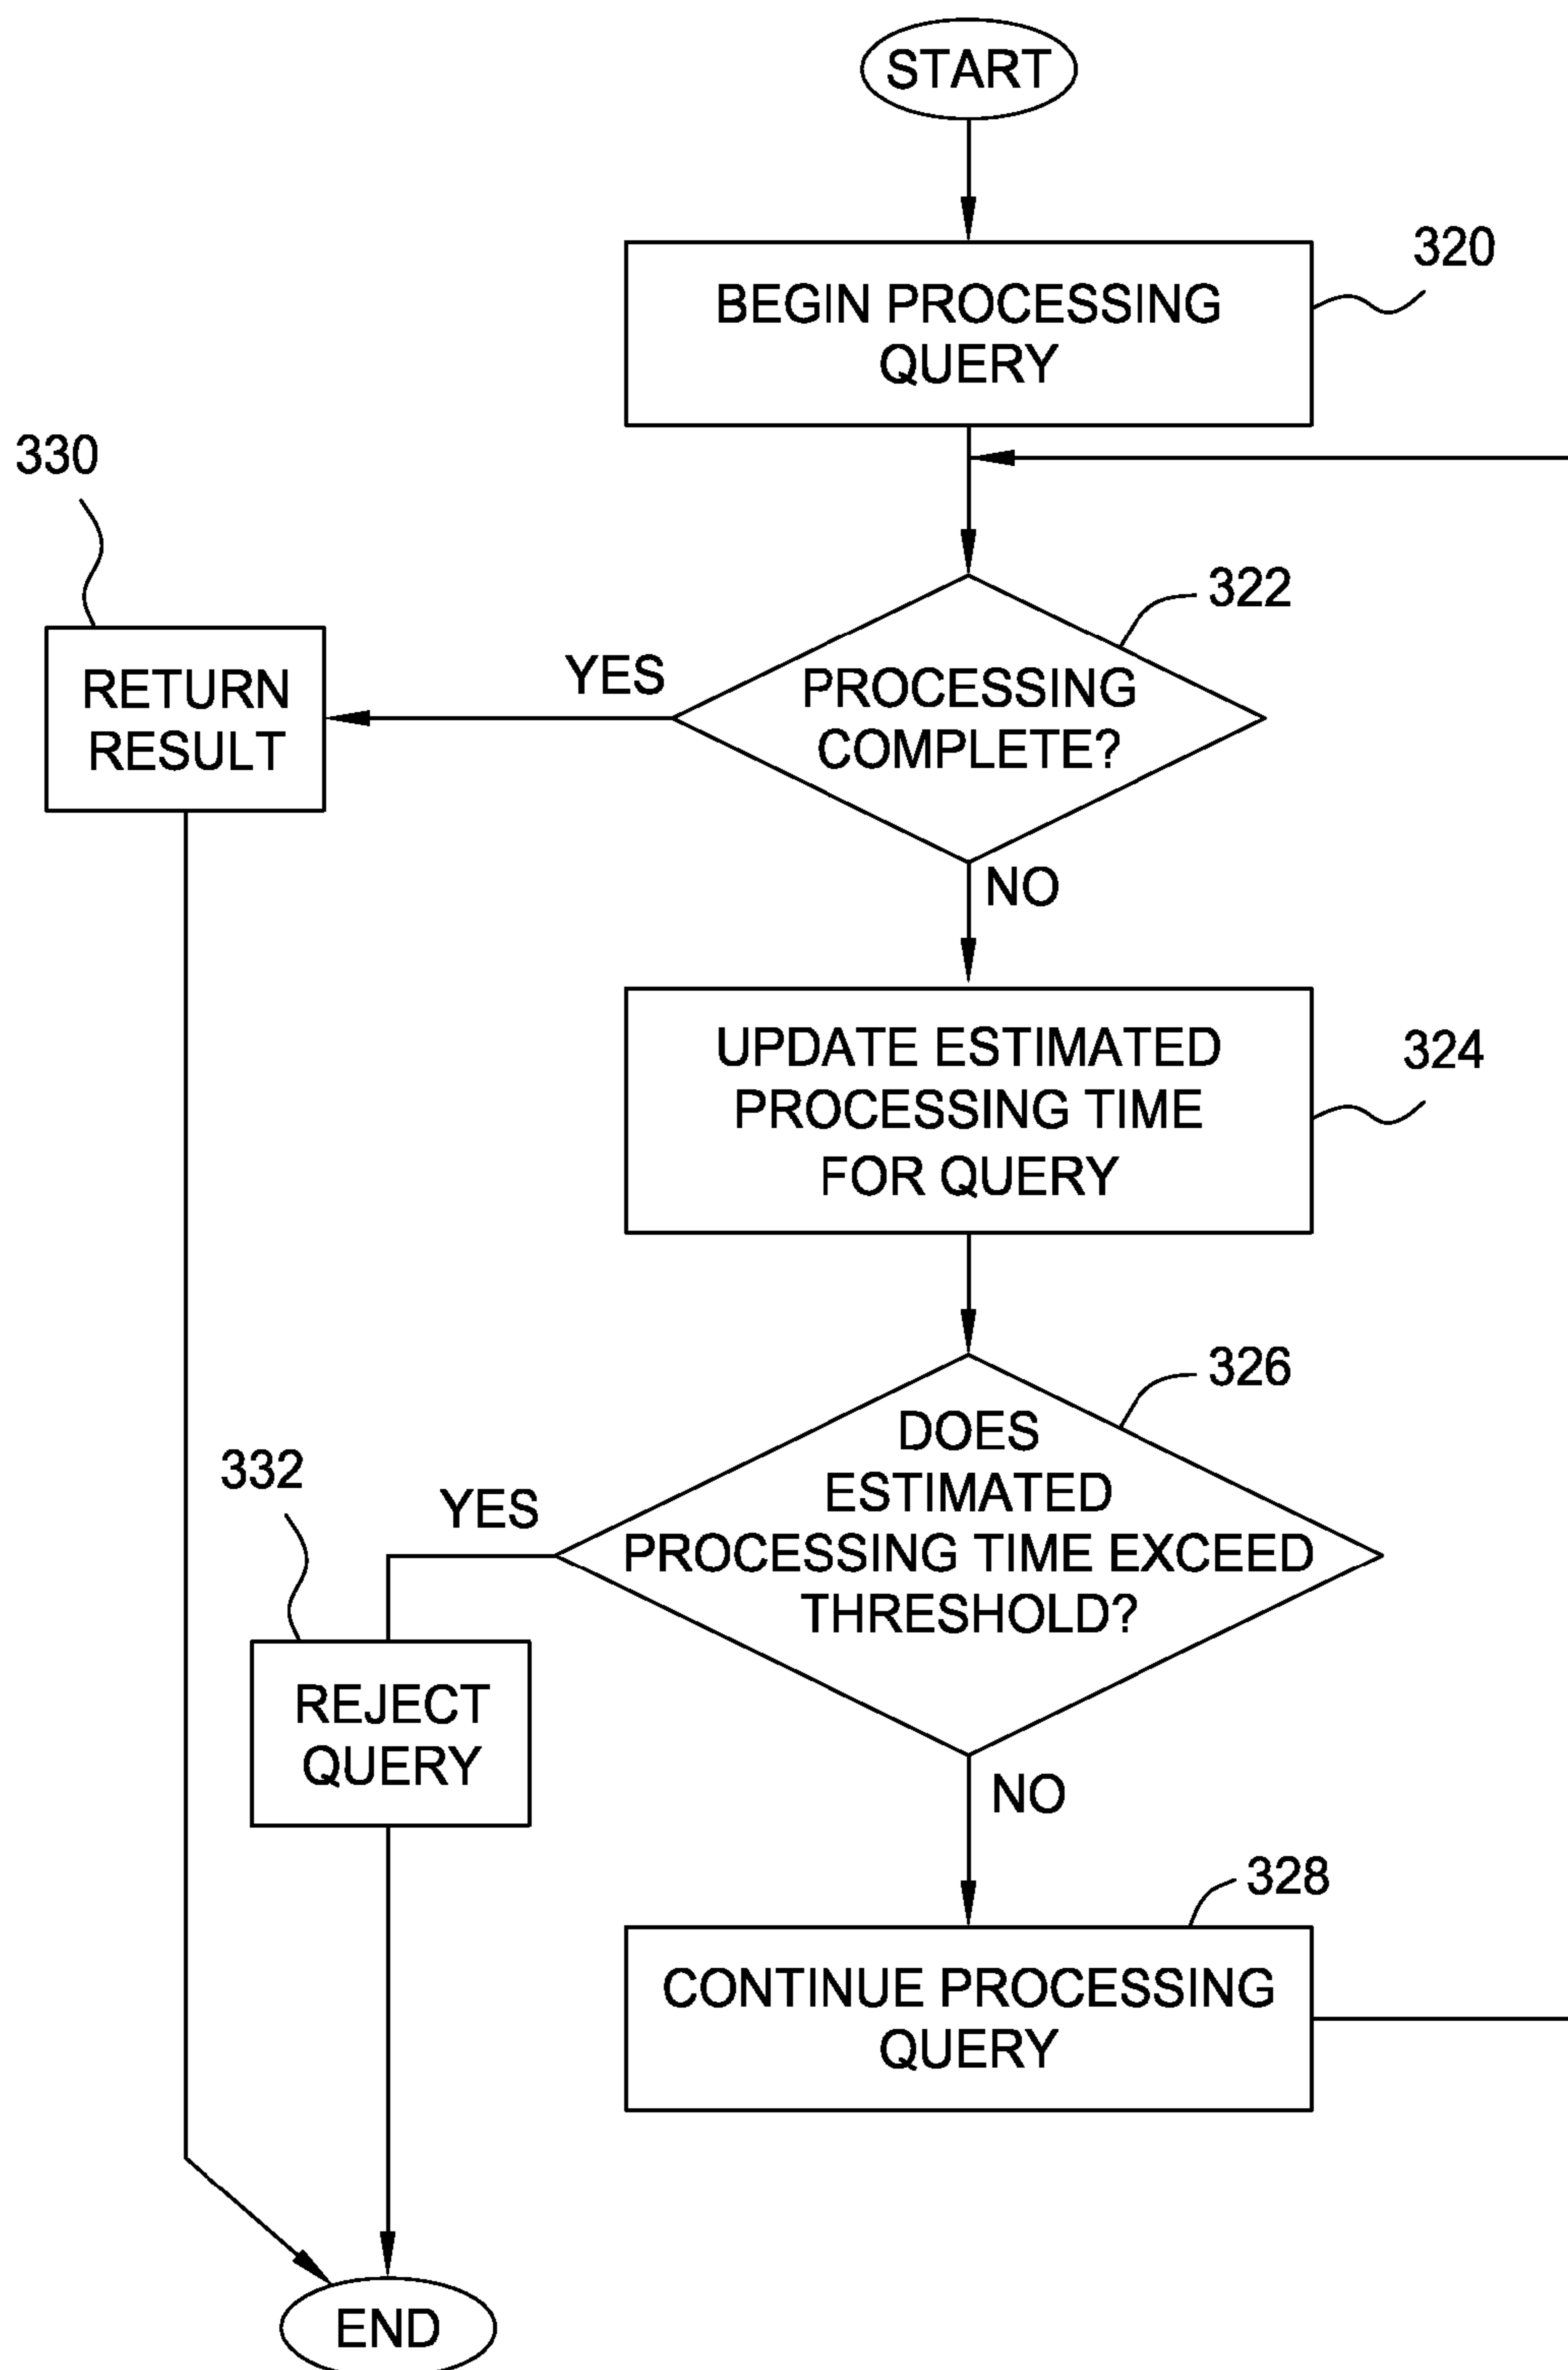 START
320
BEGIN PROCESSING
QUERY
330
322
PROCESSING
COMPLETE?
YES
RETURN
RESULT
NO
324
UPDATE ESTIMATED
PROCESSING TIME
FOR QUERY
326
DOES
ESTIMATED
PROCESSING TIME EXCEED
THRESHOLD?
332
YES
REJECT
QUERY
NO
328
CONTINUE PROCESSING
QUERY
END